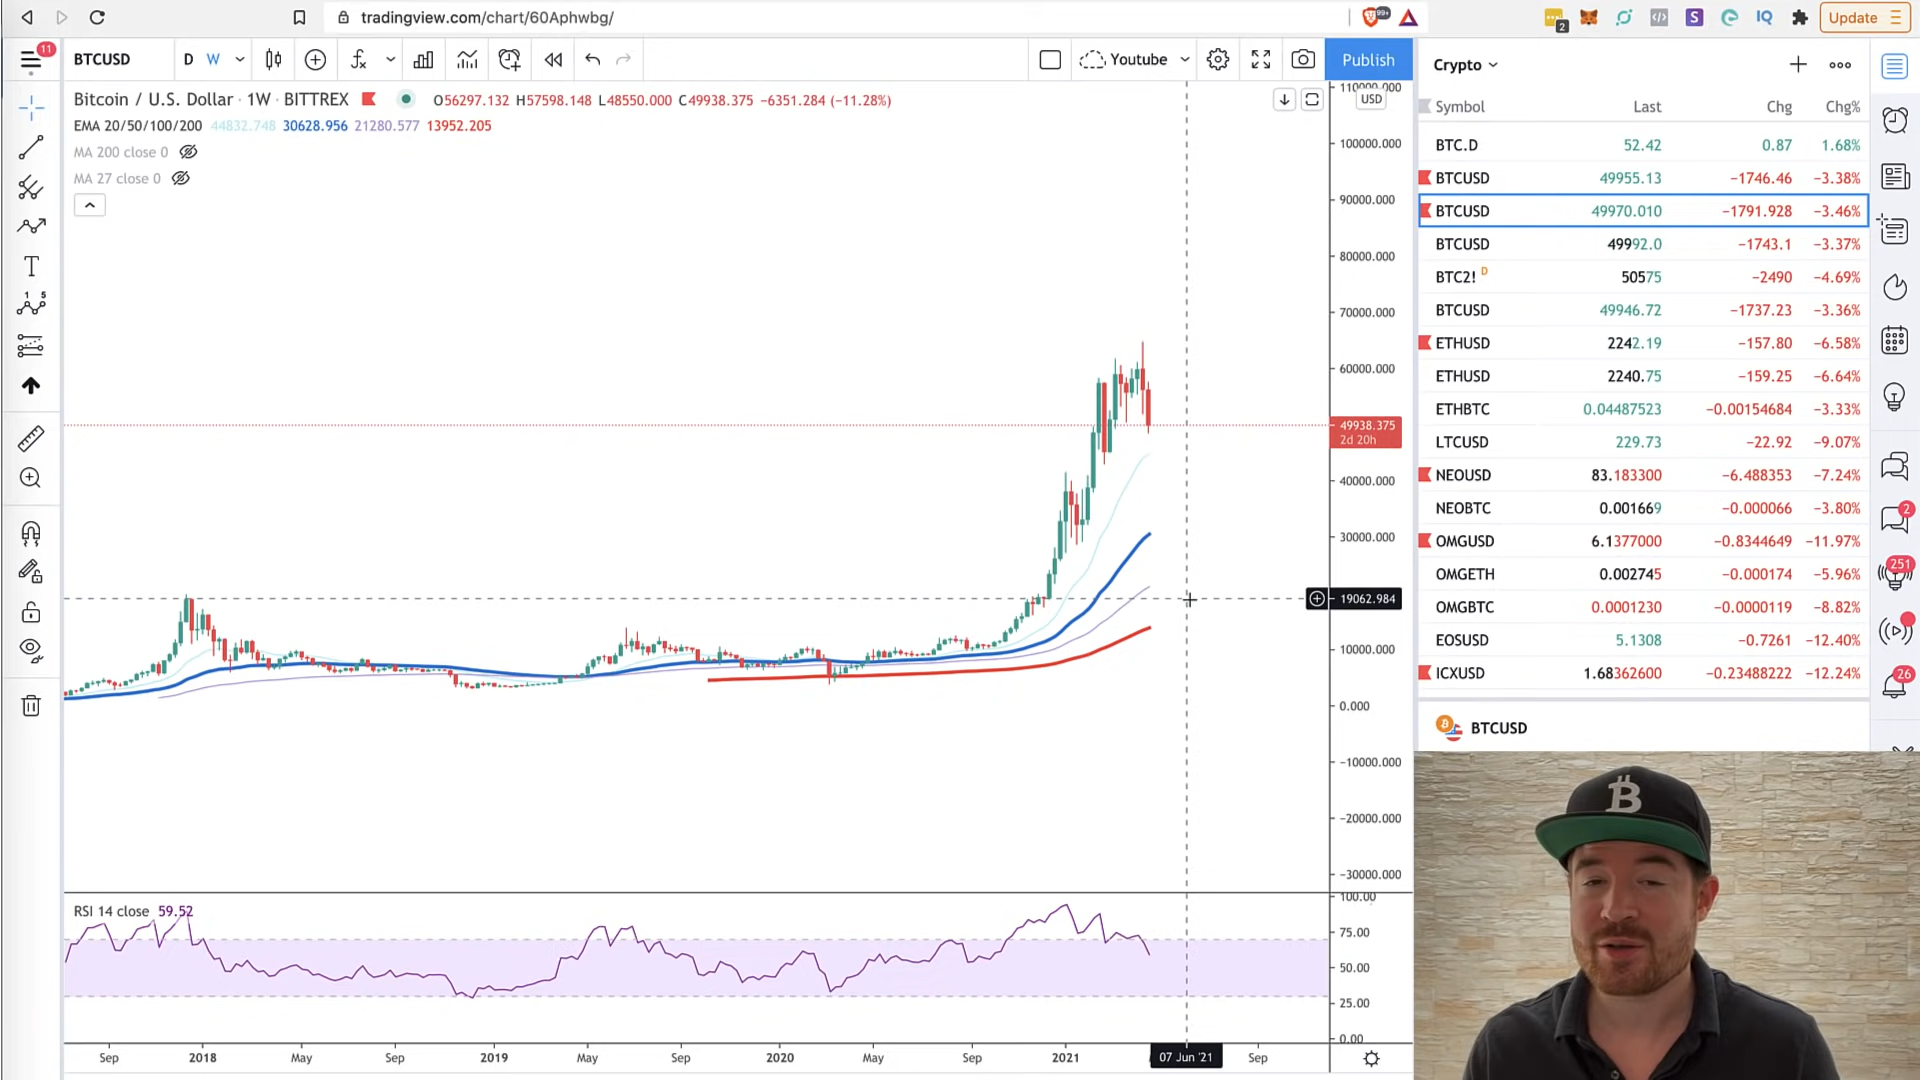 tradingview.com/chart/60Aphwbg/
99+
2
Update
11
BTCUSD
D
W
Youtube
Publish
Bitcoin / U.S. Dollar · 1W · BITTREX
O56297.132 H57598.148 L48550.000 C49938.375 −6351.284 (−11.28%)
EMA 20/50/100/200 44832.748 30628.956 21280.577 13952.205
MA 200 close 0
MA 27 close 0
USD
110000.000
100000.000
90000.000
80000.000
70000.000
60000.000
49938.375
2d 20h
40000.000
30000.000
19062.984
10000.000
0.000
−10000.000
−20000.000
−30000.000
RSI 14 close 59.52
100.00
75.00
50.00
25.00
0.00
Sep 2018 May Sep 2019 May Sep 2020 May Sep 2021 07 Jun '21 Sep
Crypto
Symbol Last Chg Chg%
BTC.D 52.42 0.87 1.68%
BTCUSD 49955.13 −1746.46 −3.38%
BTCUSD 49970.010 −1791.928 −3.46%
BTCUSD 49992.0 −1743.1 −3.37%
BTC2! D 50575 −2490 −4.69%
BTCUSD 49946.72 −1737.23 −3.36%
ETHUSD 2242.19 −157.80 −6.58%
ETHUSD 2240.75 −159.25 −6.64%
ETHBTC 0.04487523 −0.00154684 −3.33%
LTCUSD 229.73 −22.92 −9.07%
NEOUSD 83.183300 −6.488353 −7.24%
NEOBTC 0.001669 −0.000066 −3.80%
OMGUSD 6.1377000 −0.8344649 −11.97%
OMGETH 0.002745 −0.000174 −5.96%
OMGBTC 0.0001230 −0.0000119 −8.82%
EOSUSD 5.1308 −0.7261 −12.40%
ICXUSD 1.68362600 −0.23488222 −12.24%
BTCUSD
2
251
26